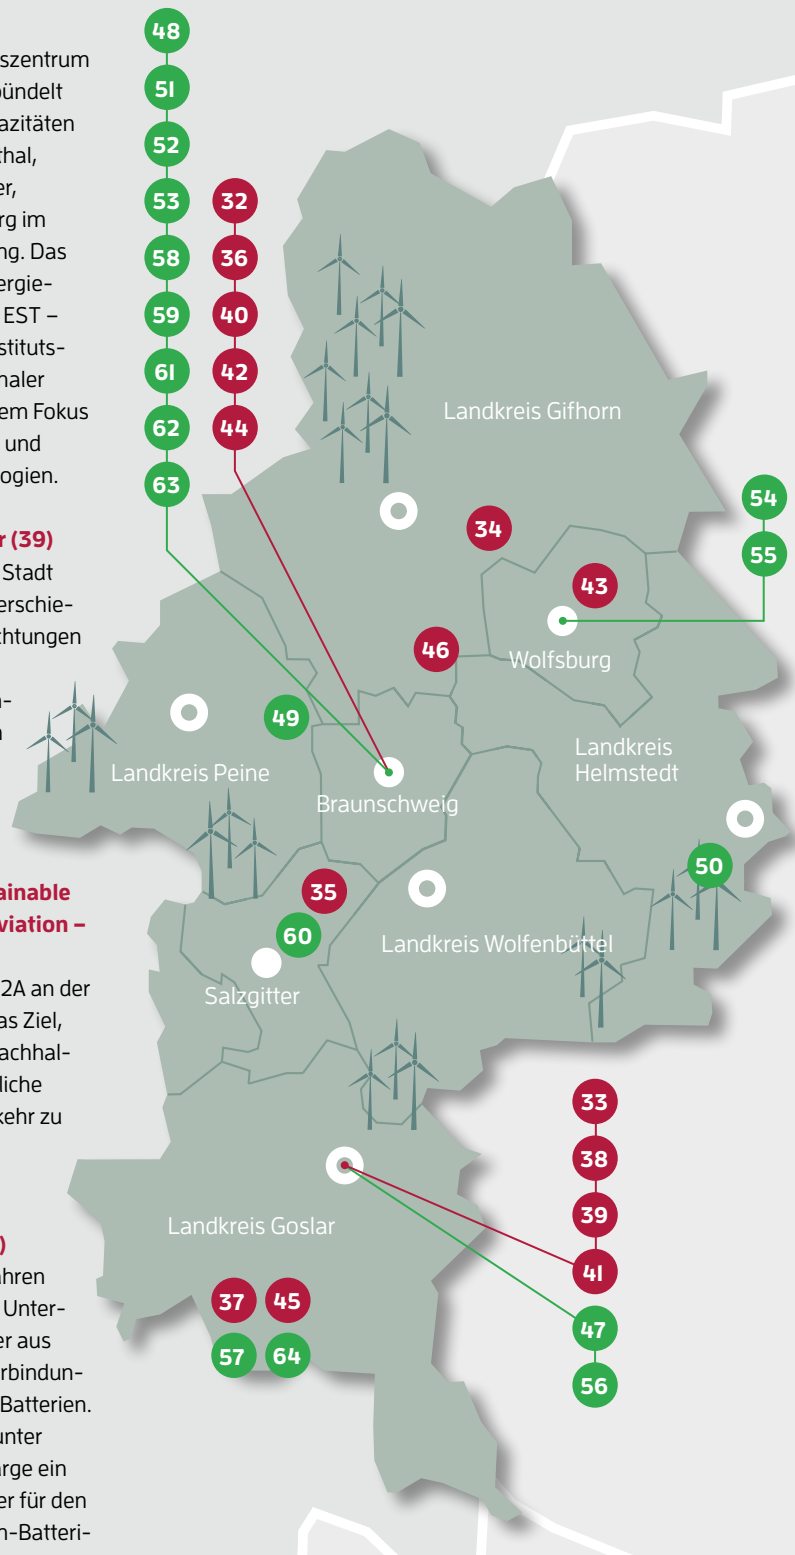 szentrum
ündelt
azitäten
thal,
er,
rg im
ng. Das
ergie-
EST –
stituts-
naler
em Fokus
und
ogien.
r (39)
Stadt
erschie-
chtungen
n-
n
ainable
viation –
2A an der
as Ziel,
achhal-
liche
kehr zu
)
ahren
Unter-
er aus
rbindun-
Batterien.
unter
arge ein
er für den
n-Batteri-
48
51
52
53
58
59
61
62
63
32
36
40
42
44
Landkreis Gifhorn
34
54
55
43
Wolfsburg
46
49
Landkreis Peine
Landkreis
Helmstedt
Braunschweig
50
35
60
Landkreis Wolfenbüttel
Salzgitter
33
38
39
41
47
56
Landkreis Goslar
37 45
57 64